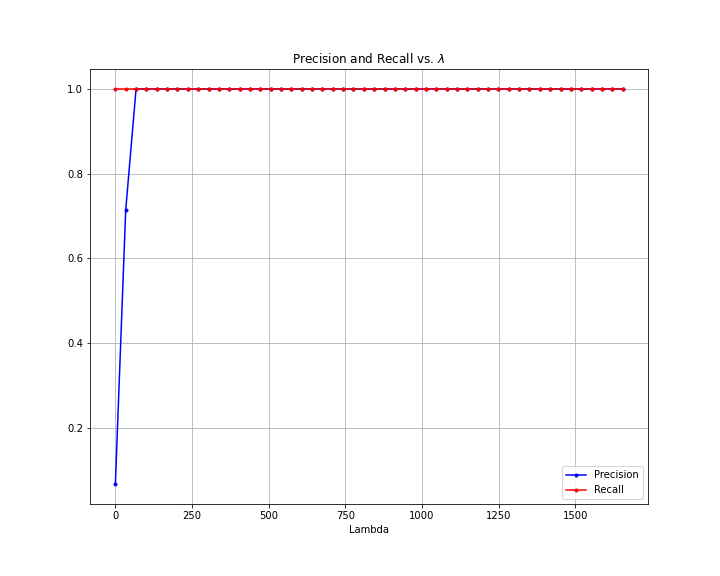 Precision and Recall vs. λ
1.0
0.8
0.6
0.4
0.2
0 250 500 750 1000 1250 1500
Lambda
Precision
Recall